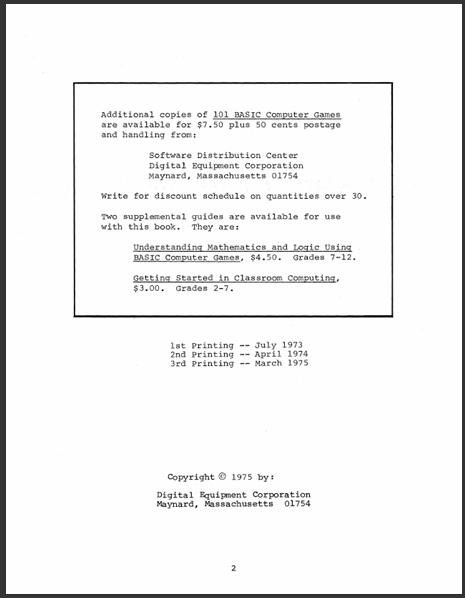 Additional copies of 101 BASIC Computer Games
are available for $7.50 plus 50 cents postage
and handling from:
Software Distribution Center
Digital Equipment Corporation
Maynard, Massachusetts 01754
Write for discount schedule on quantities over 30.
Two supplemental guides are available for use
with this book. They are:
Understanding Mathematics and Logic Using
BASIC Computer Games, $4.50. Grades 7-12.
Getting Started in Classroom Computing,
$3.00. Grades 2-7.
1st Printing -- July 1973
2nd Printing -- April 1974
3rd Printing -- March 1975
Copyright © 1975 by:
Digital Equipment Corporation
Maynard, Massachusetts 01754
2